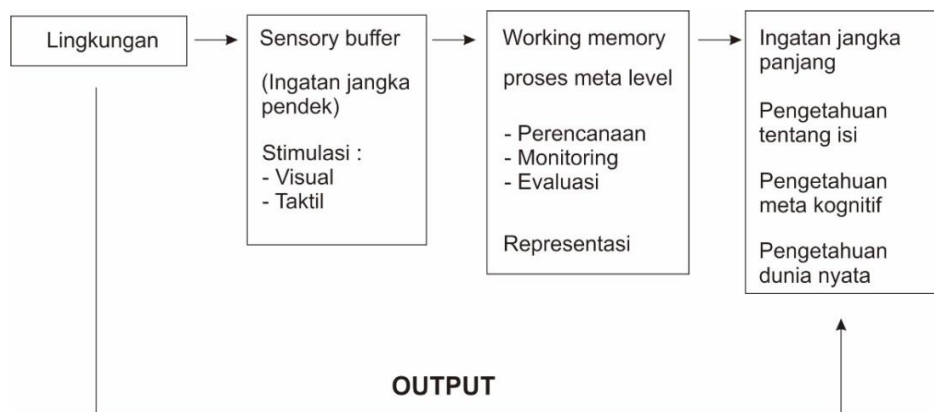 Lingkungan
Sensory buffer
(Ingatan jangka
pendek)
Stimulasi :
- Visual
- Taktil
Working memory
proses meta level
- Perencanaan
- Monitoring
- Evaluasi
Representasi
Ingatan jangka
panjang
Pengetahuan
tentang isi
Pengetahuan
meta kognitif
Pengetahuan
dunia nyata
OUTPUT